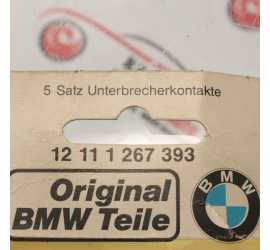 5 Satz Unterbrecherkontakte
12 11 1 267 393
Original
BMW Teile
BMW